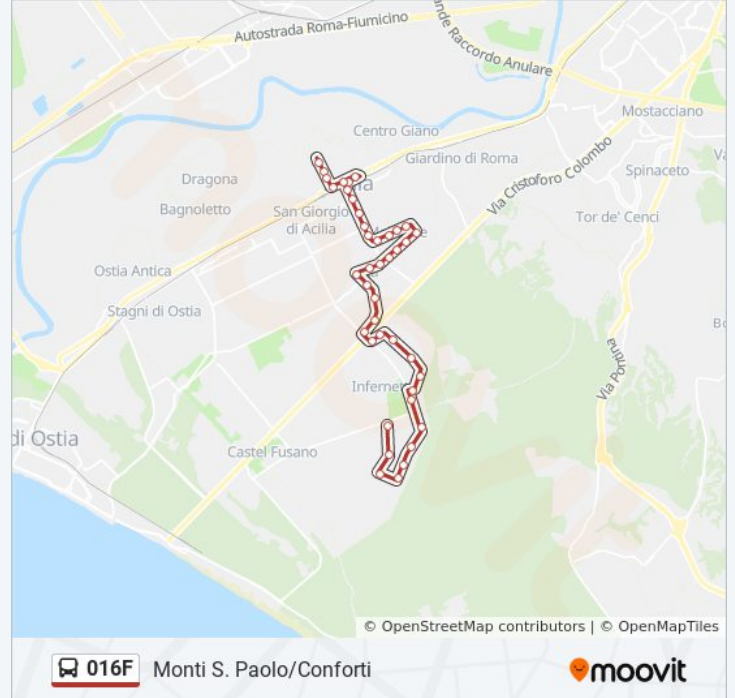 Autostrada Roma-Fiumicino
Grande Raccordo Anulare
Mostacciano
Centro Giano
Giardino di Roma
Spinaceto
Dragona
Via Cristoforo Colombo
Bagnoletto
San Giorgio
di Acilia
Tor de' Cenci
Ostia Antica
Stagni di Ostia
Via Pontina
di Ostia
Castel Fusano
© OpenStreetMap contributors | © OpenMapTiles
016F Monti S. Paolo/Conforti
moovit